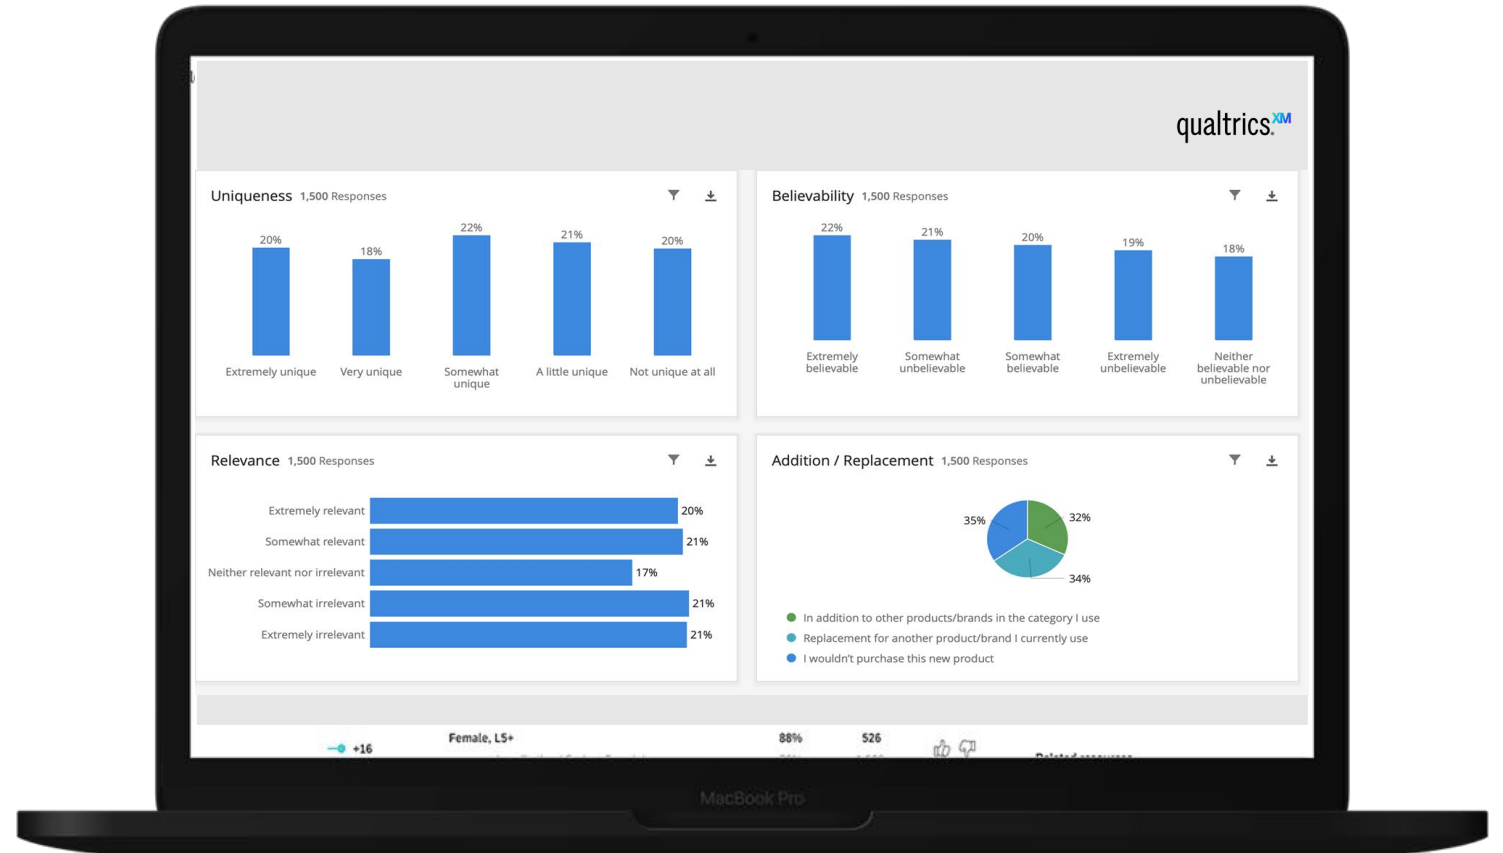 qualtrics.XM
Uniqueness 1,500 Responses
20%
18%
22%
21%
20%
Extremely unique
Very unique
Somewhat
unique
A little unique
Not unique at all
Believability 1,500 Responses
22%
21%
20%
19%
18%
Extremely
believable
Somewhat
unbelievable
Somewhat
believable
Extremely
unbelievable
Neither
believable nor
unbelievable
Relevance 1,500 Responses
Extremely relevant 20%
Somewhat relevant 21%
Neither relevant nor irrelevant 17%
Somewhat irrelevant 21%
Extremely irrelevant 21%
Addition / Replacement 1,500 Responses
35%
32%
34%
In addition to other products/brands in the category I use
Replacement for another product/brand I currently use
I wouldn't purchase this new product
+16
Female, L5+
88%
526
MacBook Pro